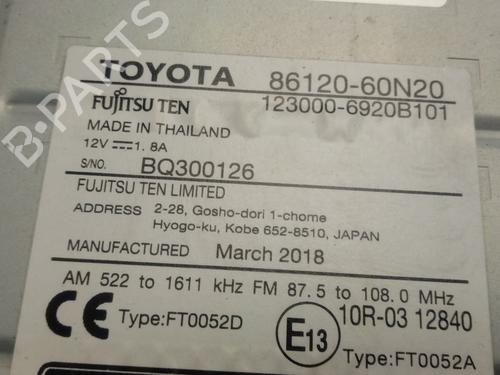 TOYOTA 86120-60N20
FUJITSU TEN 123000-6920B101
MADE IN THAILAND
12V 1. 8A
S/NO. BQ300126
FUJITSU TEN LIMITED
ADDRESS 2-28, Gosho-dori 1-chome
Hyogo-ku, Kobe 652-8510, JAPAN
MANUFACTURED March 2018
AM 522 to 1611 kHz FM 87.5 to 108.0 MHz
CE Type:FT0052D E13 10R-03 12840
Type:FT0052A
B-PARTS